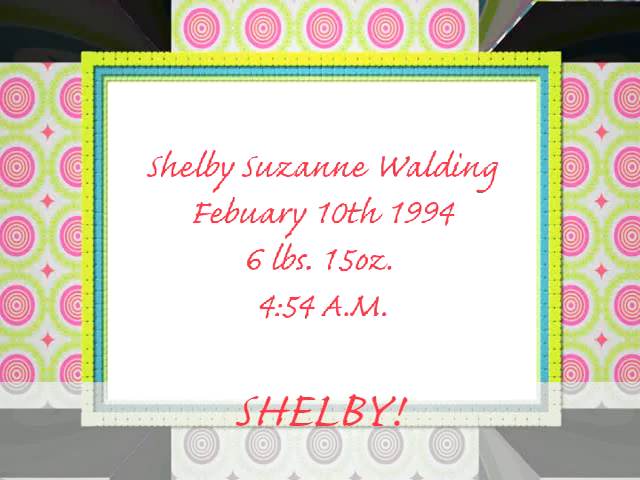 Shelby Suzanne Walding
Febuary 10th 1994
6 lbs. 15oz.
4:54 A.M.
SHELBY!